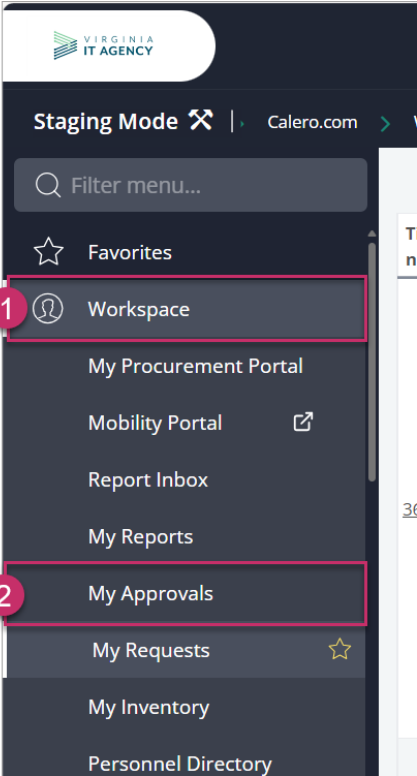 VIRGINIA
IT AGENCY
Staging Mode
Calero.com
Filter menu...
Favorites
1
Workspace
My Procurement Portal
Mobility Portal
Report Inbox
My Reports
2
My Approvals
My Requests
My Inventory
Personnel Directory